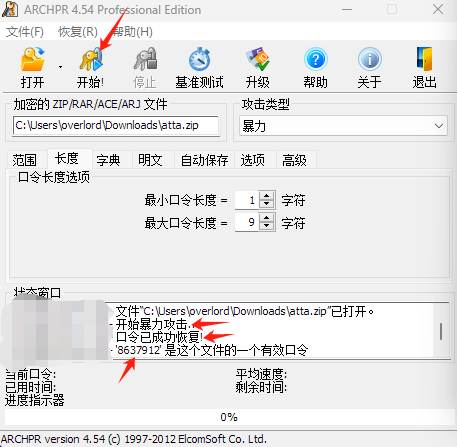 ARCHPR 4.54 Professional Edition
文件(F) 恢复(R) 帮助(H)
打开 开始! 停止 基准测试 升级 帮助 关于 退出
加密的 ZIP/RAR/ACE/ARJ 文件 攻击类型
C:\Users\overlord\Downloads\atta.zip 暴力
范围 长度 字典 明文 自动保存 选项 高级
口令长度选项
最小口令长度 = 1 字符
最大口令长度 = 9 字符
状态窗口
文件"C:\Users\overlord\Downloads\atta.zip"已打开。
开始暴力攻击...
口令已成功恢复!
'8637912' 是这个文件的一个有效口令
当前口令: 平均速度:
已用时间: 剩余时间:
进度指示器
0%
ARCHPR version 4.54 (c) 1997-2012 ElcomSoft Co. Ltd.